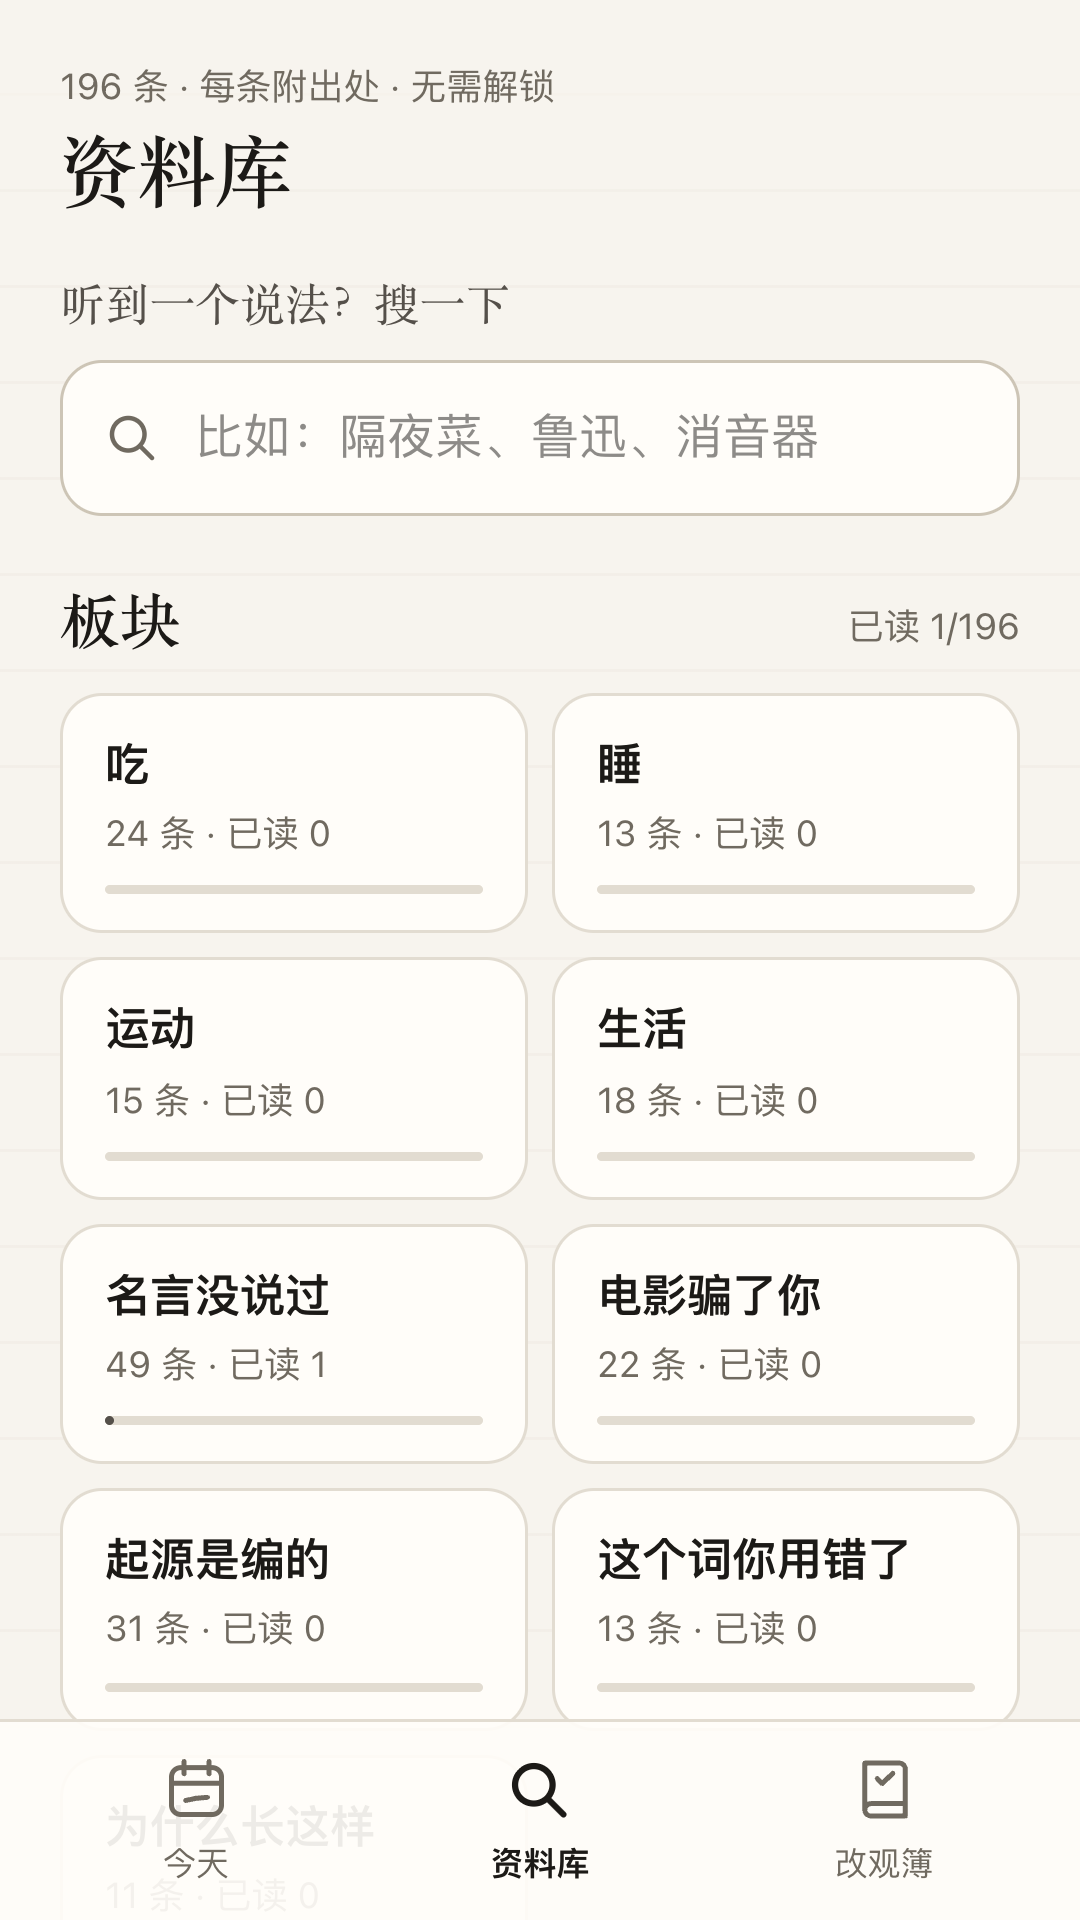 196 条 · 每条附出处 · 无需解锁
资料库
听到一个说法？搜一下
比如：隔夜菜、鲁迅、消音器
板块
已读 1/196
吃
24 条 · 已读 0
睡
13 条 · 已读 0
运动
15 条 · 已读 0
生活
18 条 · 已读 0
名言没说过
49 条 · 已读 1
电影骗了你
22 条 · 已读 0
起源是编的
31 条 · 已读 0
这个词你用错了
13 条 · 已读 0
为什么长这样
11 条 · 已读 0
今天
资料库
改观簿